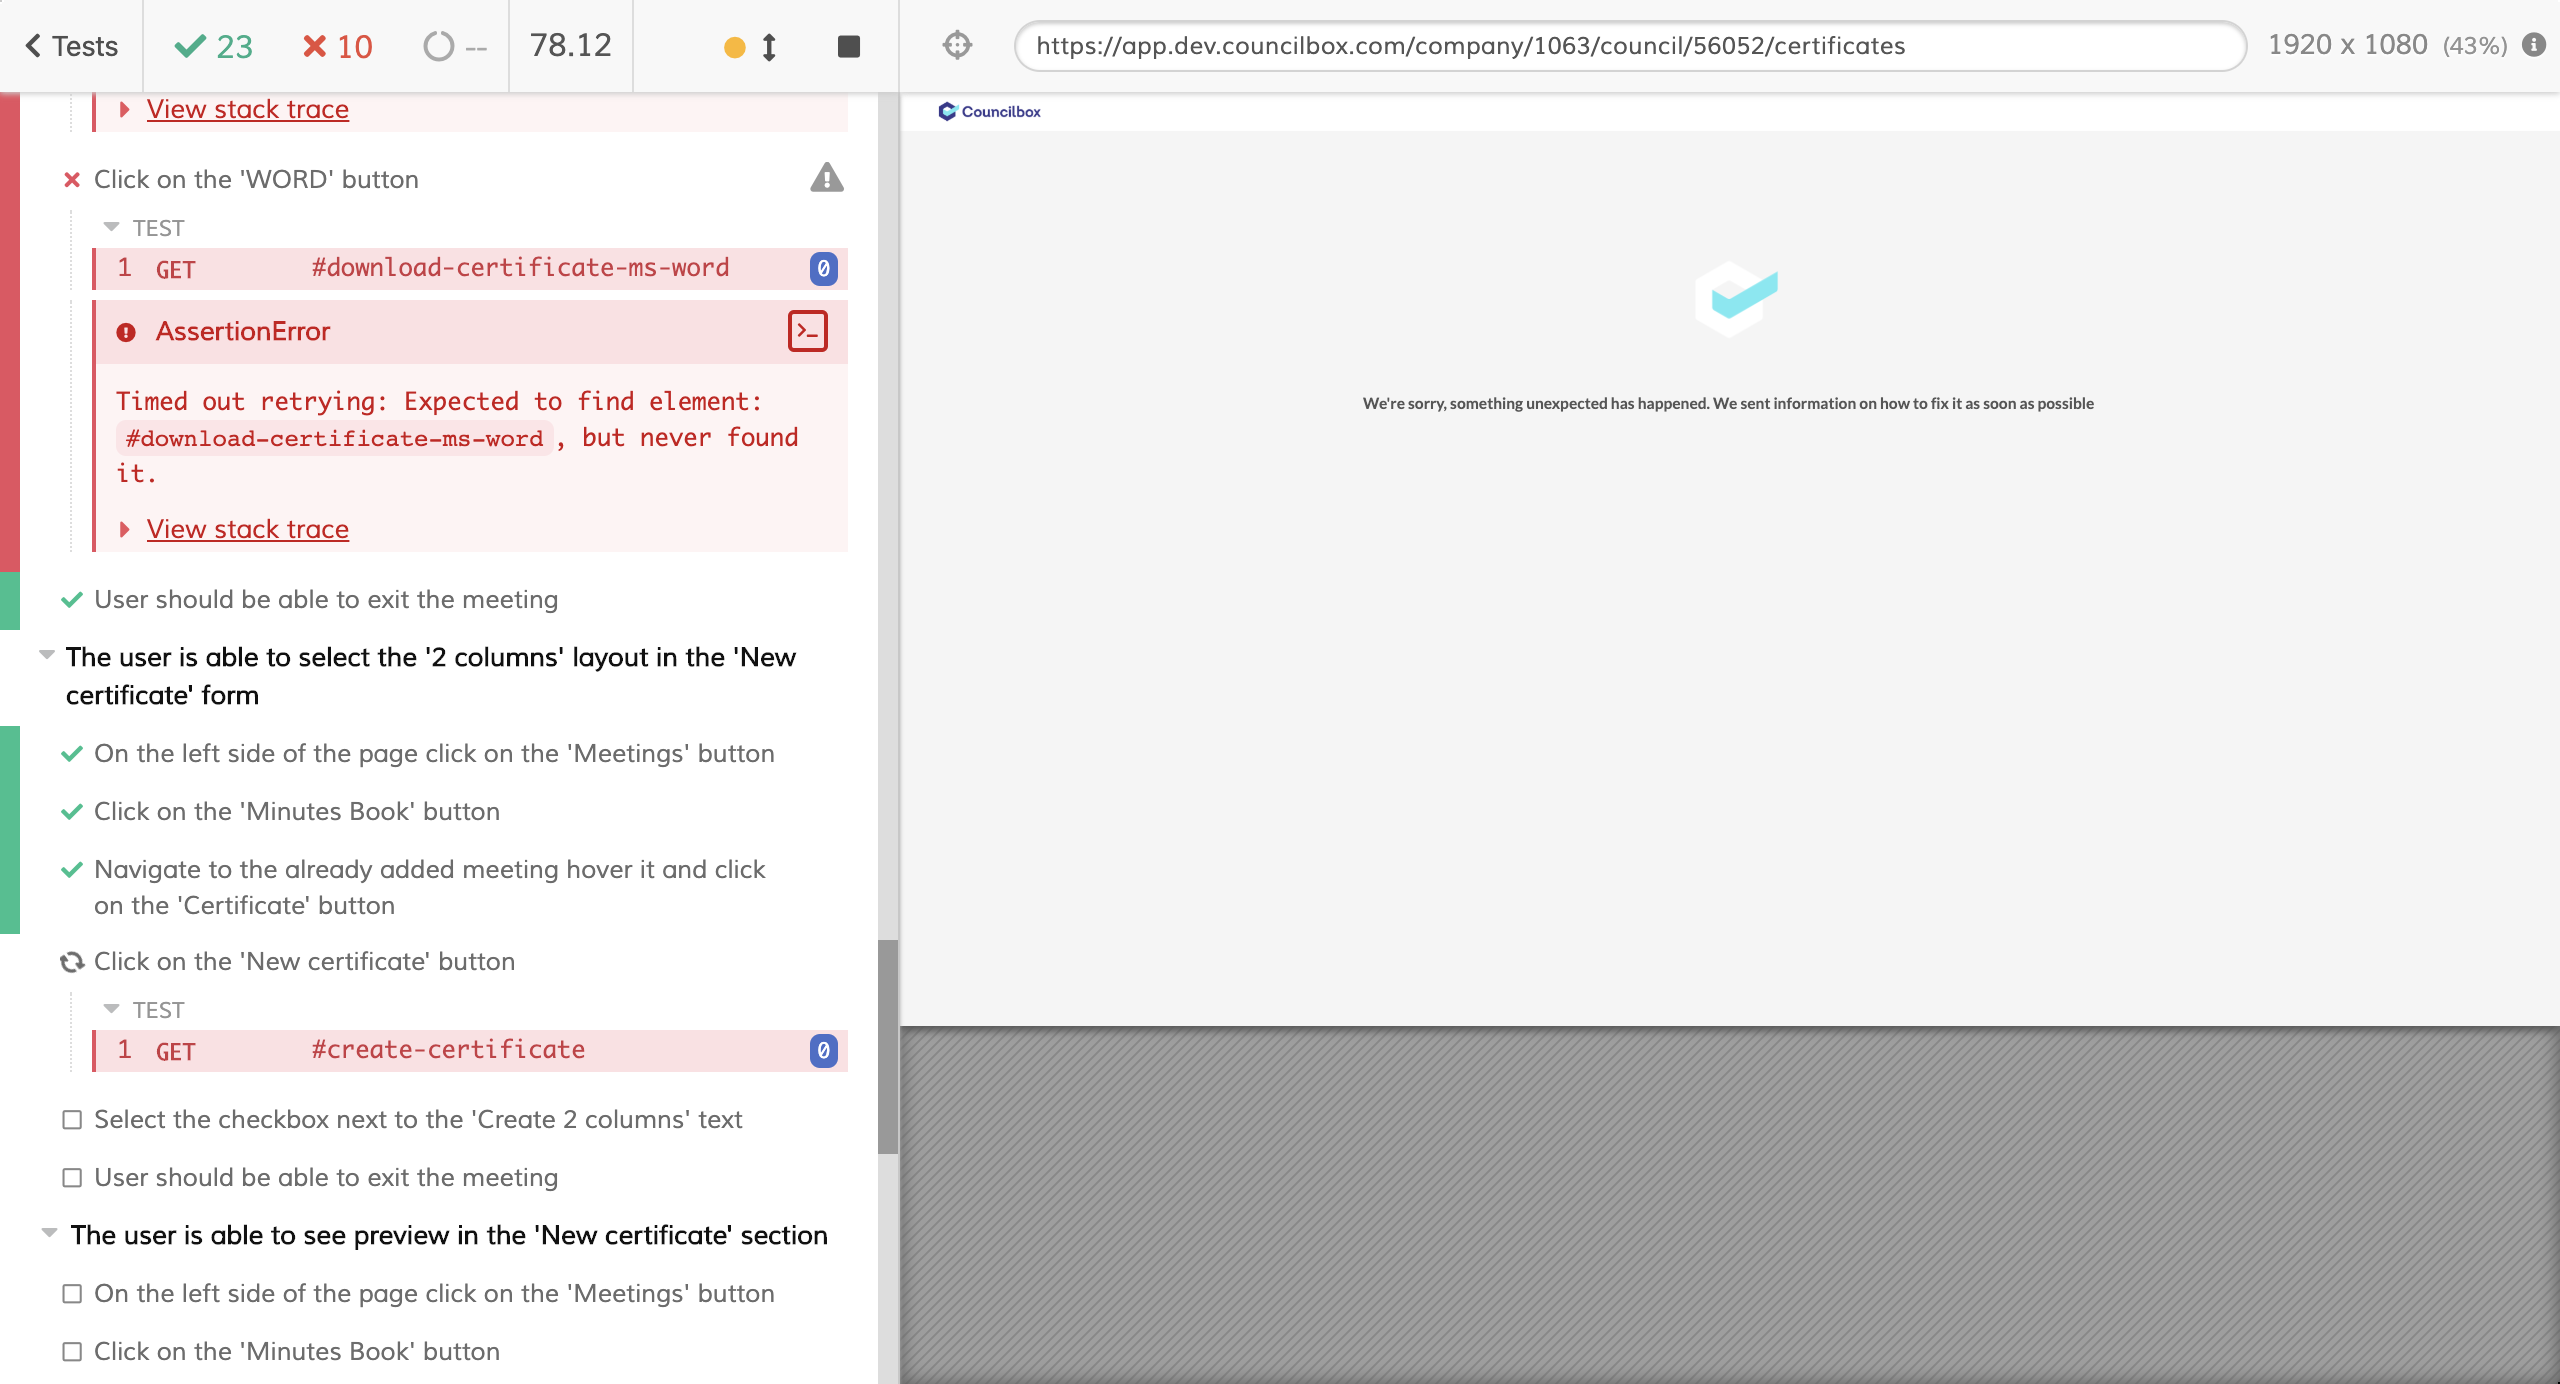 Tests
23
10
--
78.12
https://app.dev.councilbox.com/company/1063/council/56052/certificates
1920 x 1080 (43%)
View stack trace
Click on the 'WORD' button
TEST
1 GET #download-certificate-ms-word 0
AssertionError
Timed out retrying: Expected to find element:
#download-certificate-ms-word, but never found
it.
View stack trace
User should be able to exit the meeting
The user is able to select the '2 columns' layout in the 'New
certificate' form
On the left side of the page click on the 'Meetings' button
Click on the 'Minutes Book' button
Navigate to the already added meeting hover it and click
on the 'Certificate' button
Click on the 'New certificate' button
TEST
1 GET #create-certificate 0
Select the checkbox next to the 'Create 2 columns' text
User should be able to exit the meeting
The user is able to see preview in the 'New certificate' section
On the left side of the page click on the 'Meetings' button
Click on the 'Minutes Book' button
Councilbox
We're sorry, something unexpected has happened. We sent information on how to fix it as soon as possible